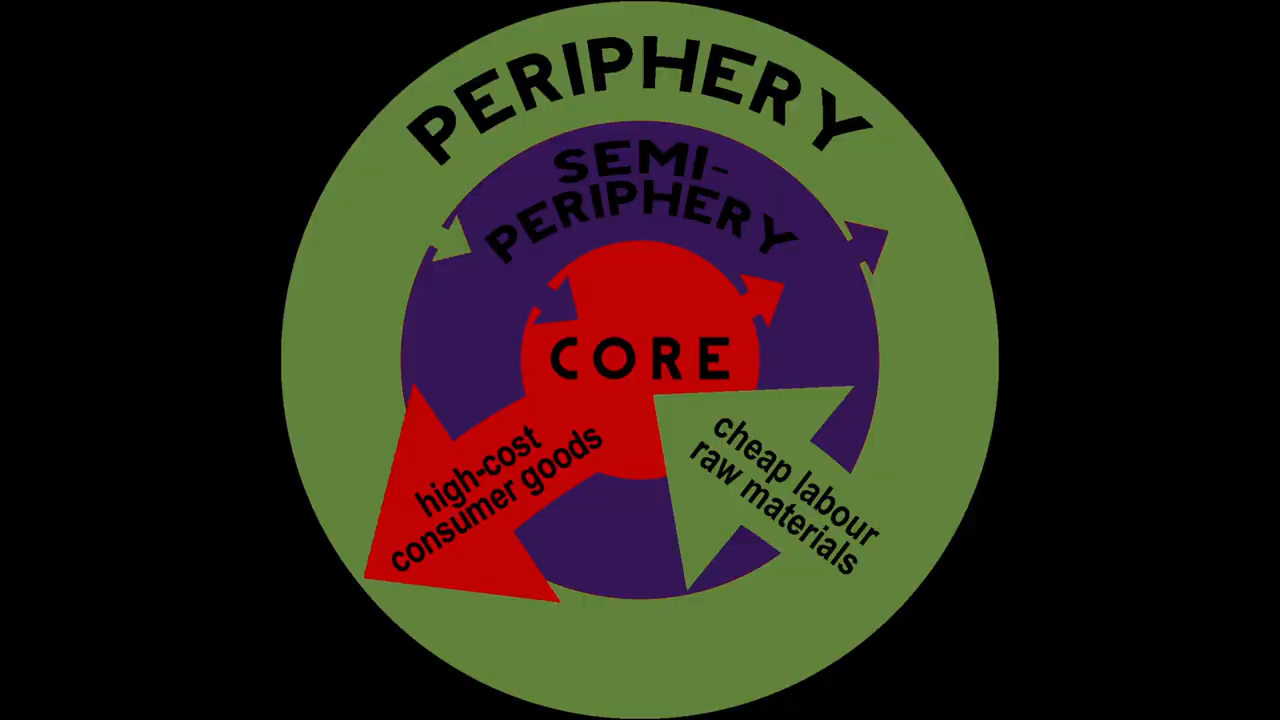 PERIPHERY
SEMI-
PERIPHERY
CORE
high-cost
consumer goods
cheap labour
raw materials